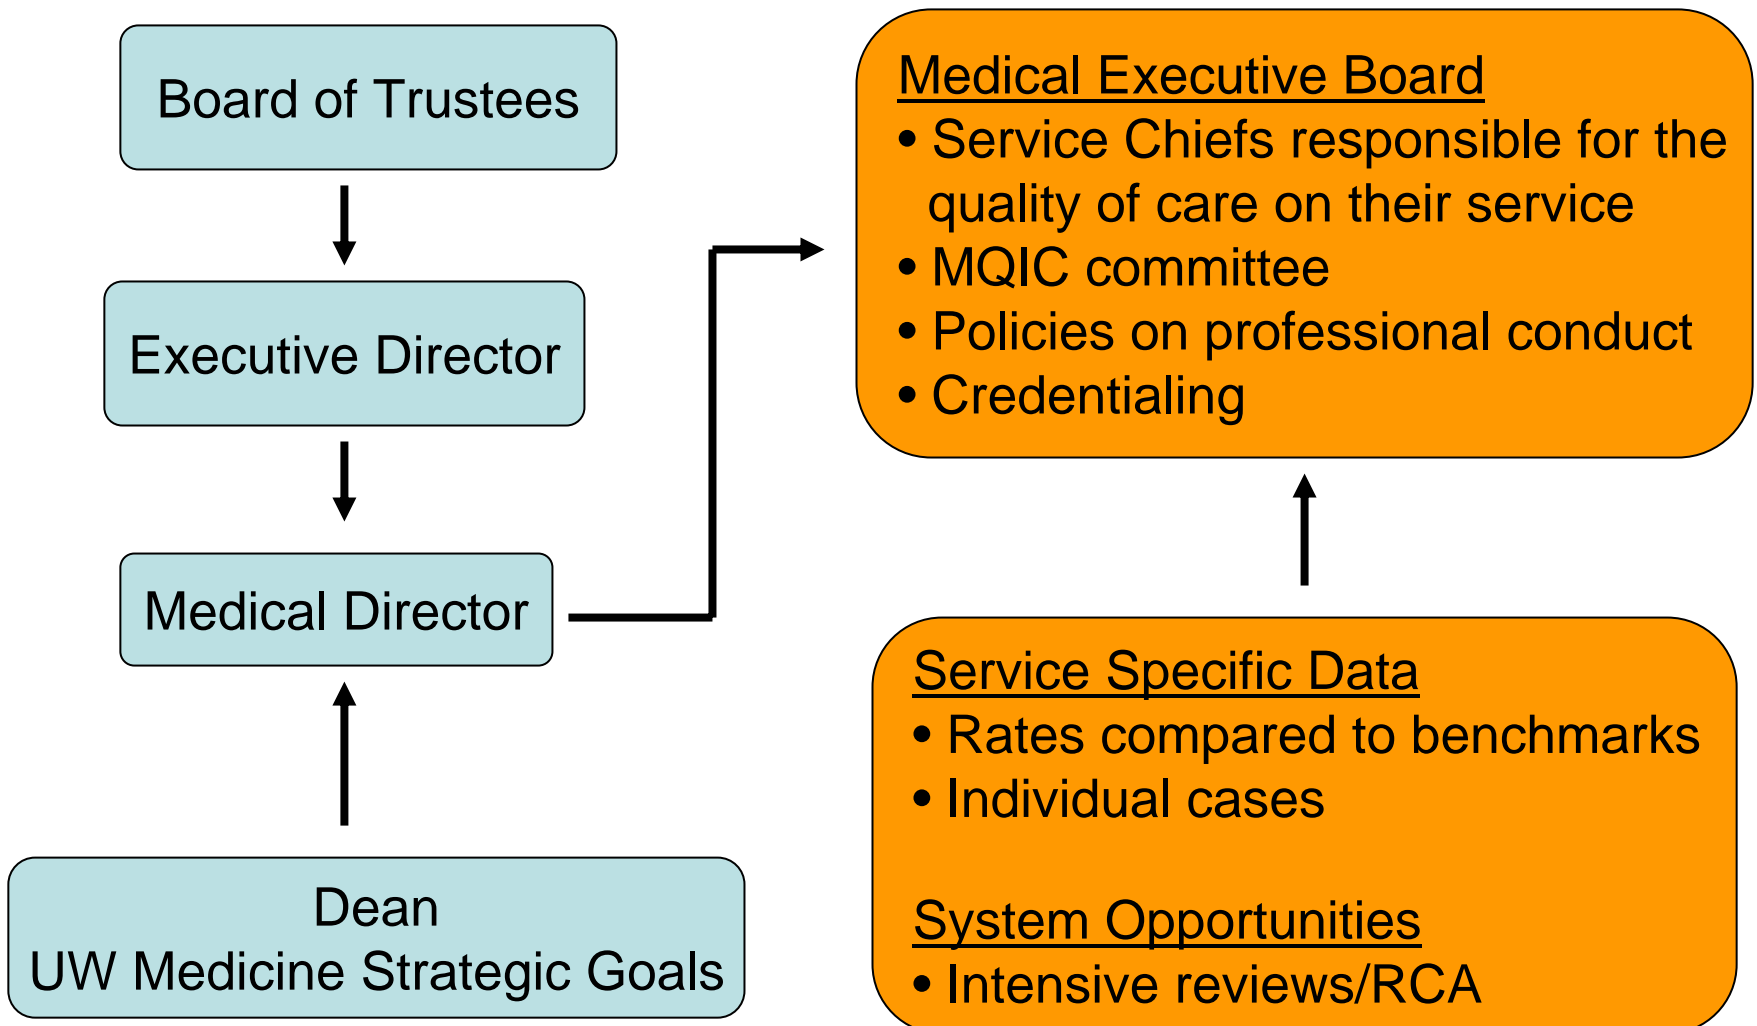 Board of Trustees
Executive Director
Medical Director
Dean
UW Medicine Strategic Goals
Medical Executive Board
• Service Chiefs responsible for the
quality of care on their service
• MQIC committee
• Policies on professional conduct
• Credentialing
Service Specific Data
• Rates compared to benchmarks
• Individual cases
System Opportunities
• Intensive reviews/RCA